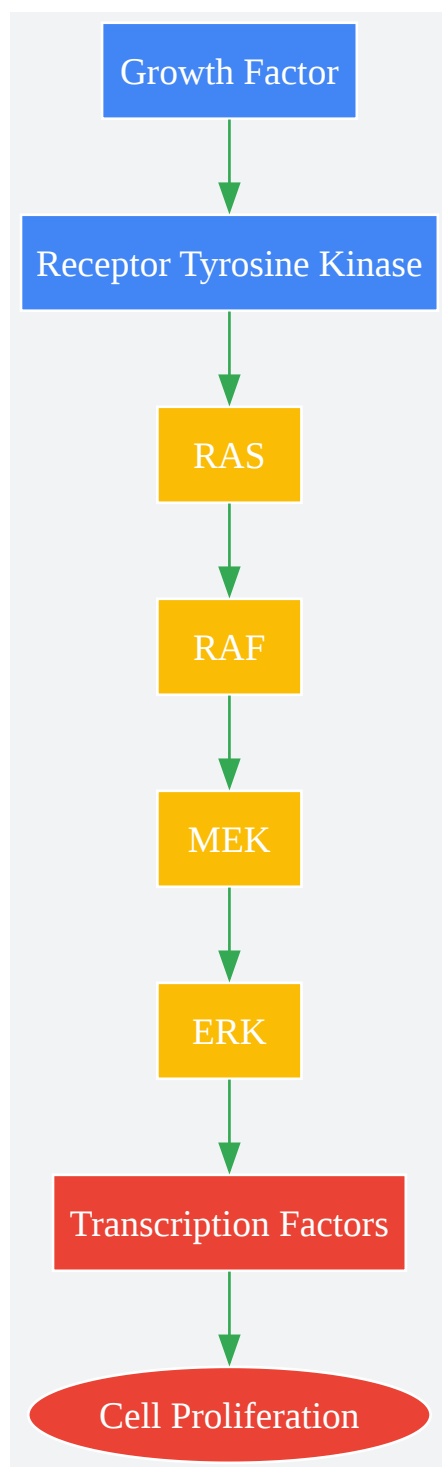 Growth Factor
Receptor Tyrosine Kinase
RAS
RAF
MEK
ERK
Transcription Factors
Cell Proliferation